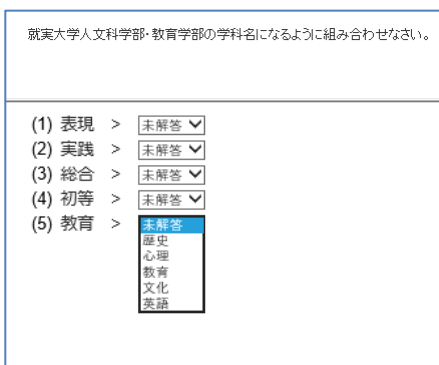 就実大学人文科学部・教育学部の学科名になるように組み合わせなさい。
(1) 表現 > 未解答
(2) 実践 > 未解答
(3) 総合 > 未解答
(4) 初等 > 未解答
(5) 教育 > 未解答
歴史
心理
教育
文化
英語